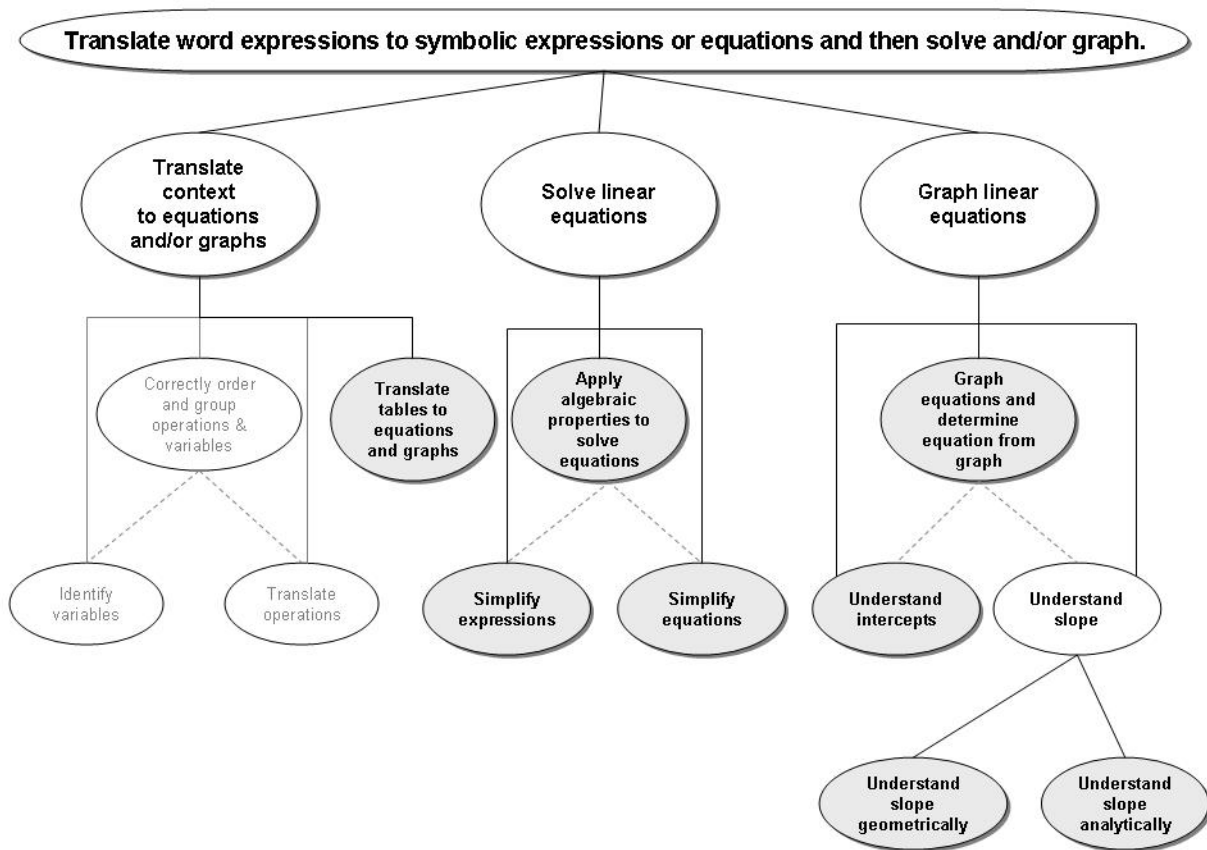 Translate word expressions to symbolic expressions or equations and then solve and/or graph.
Translate
context
to equations
and/or graphs
Solve linear
equations
Graph linear
equations
Correctly order
and group
operations &
variables
Translate
tables to
equations
and graphs
Apply
algebraic
properties to
solve
equations
Graph
equations and
determine
equation from
graph
Identify
variables
Translate
operations
Simplify
expressions
Simplify
equations
Understand
intercepts
Understand
slope
Understand
slope
geometrically
Understand
slope
analytically